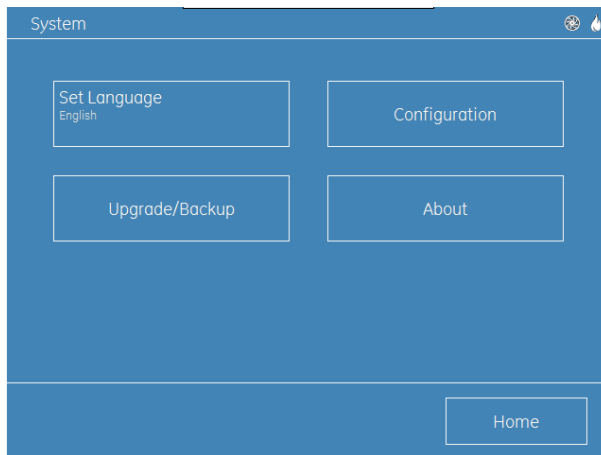 System
Set Language
English
Configuration
Upgrade/Backup
About
Home